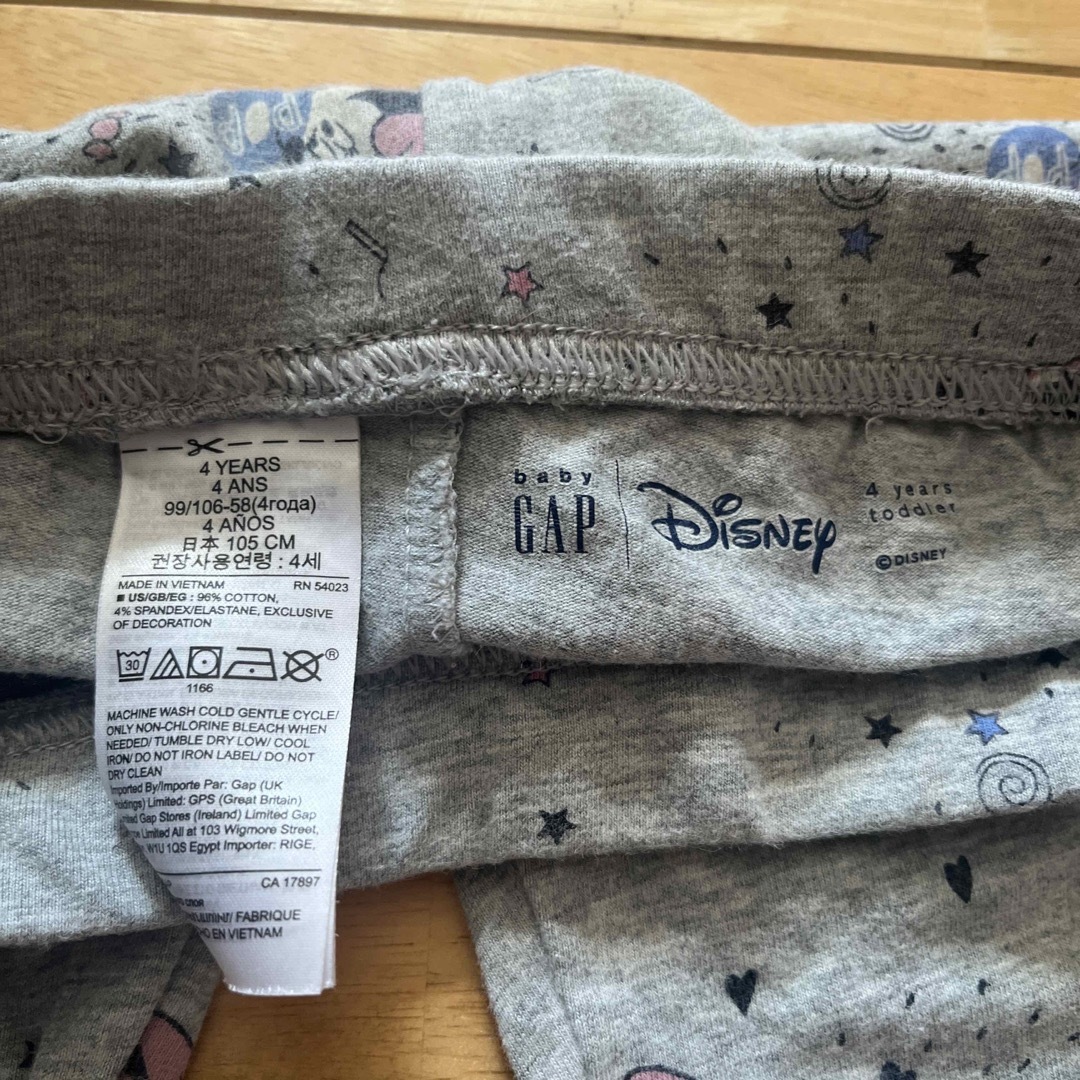 4 YEARS
4 ANS
99/106-58(4года)
4 AÑOS
日本 105 CM
권장사용연령 : 4세
MADE IN VIETNAM RN 54023
■ US/GB/EG : 96% COTTON,
4% SPANDEX/ELASTANE, EXCLUSIVE
OF DECORATION
30
®
1166
MACHINE WASH COLD GENTLE CYCLE/
ONLY NON-CHLORINE BLEACH WHEN
NEEDED/ TUMBLE DRY LOW/ COOL
IRON/ DO NOT IRON LABEL/ DO NOT
DRY CLEAN
Imported By/Importe Par: Gap (UK
Holdings) Limited: GPS (Great Britain)
Gap Stores (Ireland) Limited Gap
Limited All at 103 Wigmore Street,
W1U 1QS Egypt Importer: RIGE,
CA 17897
FABRIQUE
EN VIETNAM
baby
GAP
Disney
4 years
toddler
© DISNEY